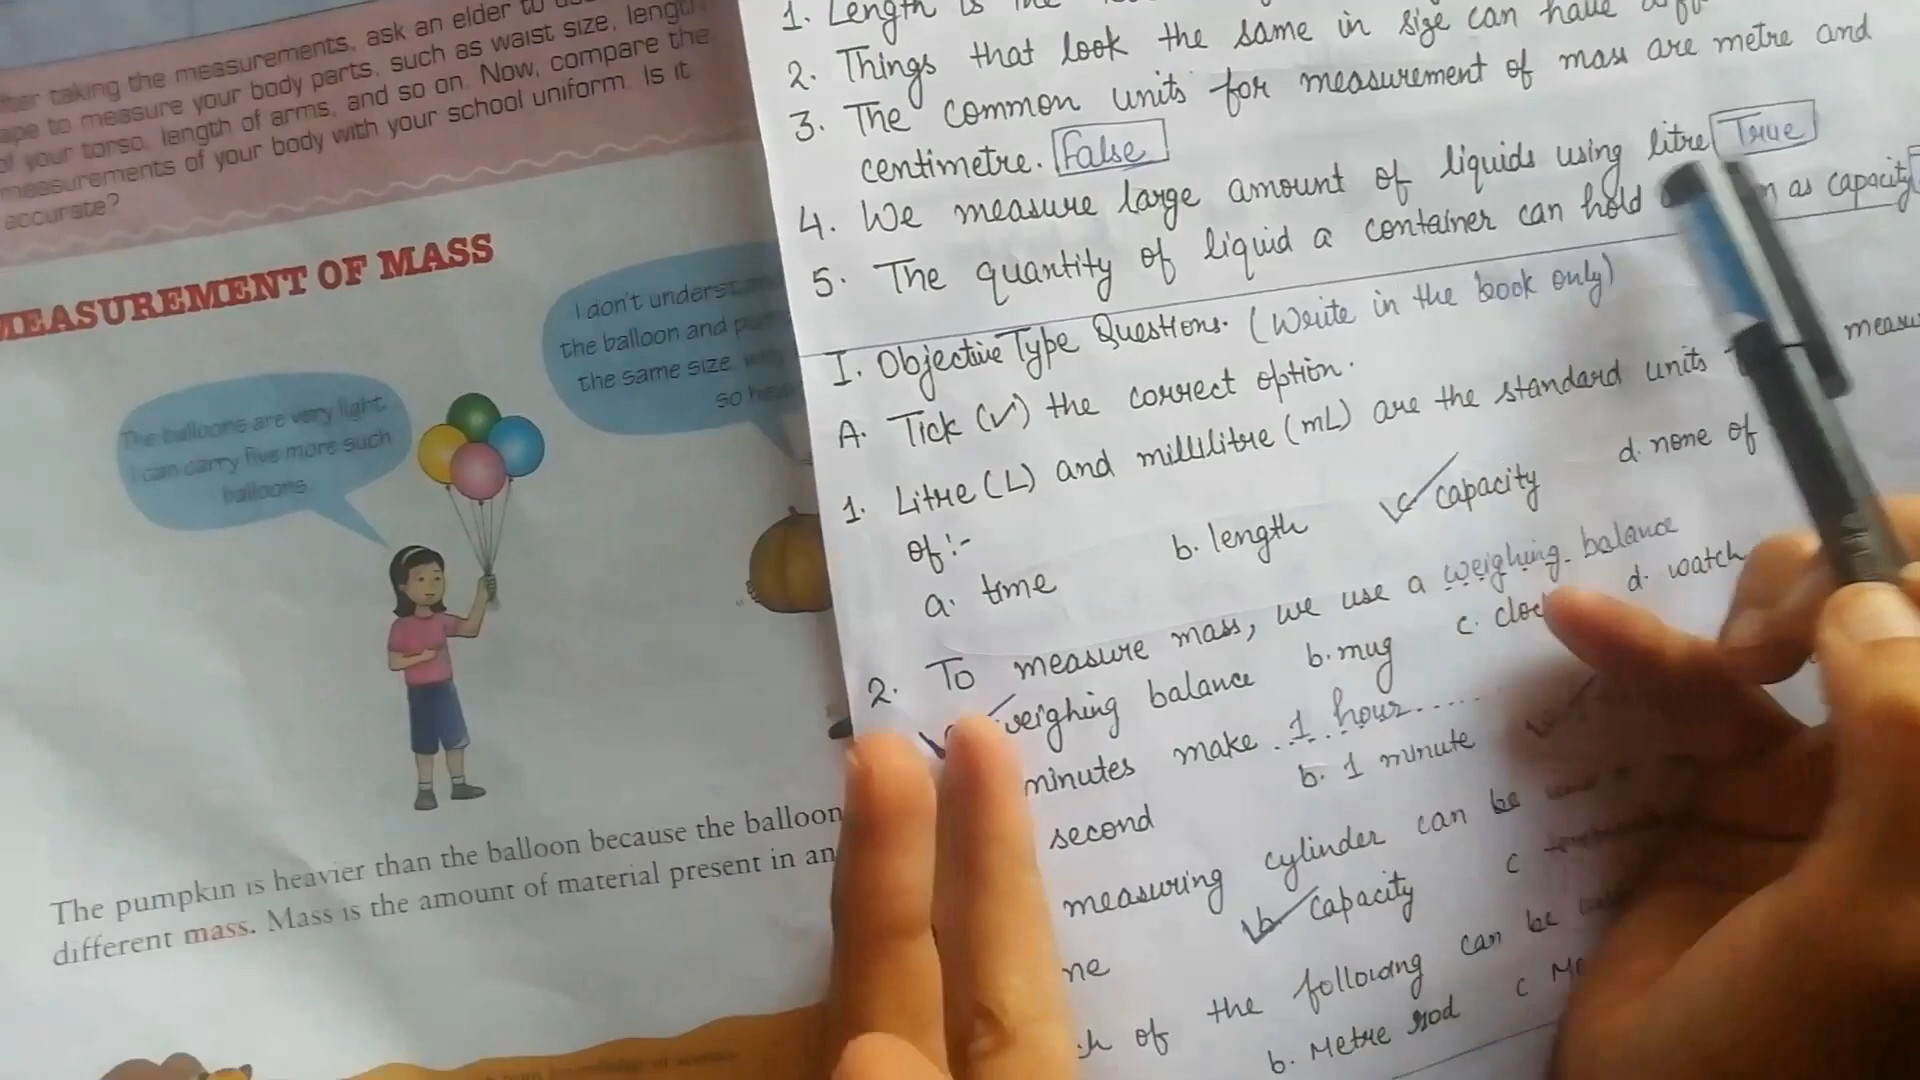 taking the measurements, ask an elder to
to measure your body parts, such as waist size, length
of your torso, length of arms, and so on. Now, compare the
measurements of your body with your school uniform. Is it
accurate?
MEASUREMENT OF MASS
The balloons are very light.
I can carry five more such
balloons.
I don't
the balloon and
the same size,
so
The pumpkin is heavier than the balloon because the balloon
different mass. Mass is the amount of material present in an
1. Length is the
2. Things that look the same in size can have
3. The common units for measurement of mass are metre and
centimetre. False
4. We measure large amount of liquids using litre True
5. The quantity of liquid a container can hold as capacity
I. Objective Type Questions. (Write in the book only)
A. Tick (✓) the correct option.
1. Litre (L) and millilitre (mL) are the standard units
of:-
a. time b. length c capacity d. none of
2. To measure mass, we use a weighing balance
weighing balance b. mug c. d. watch
minutes make 1 hour
second b. 1 minute
measuring cylinder can be
b. capacity c
of the following can be
b. Metre rod c